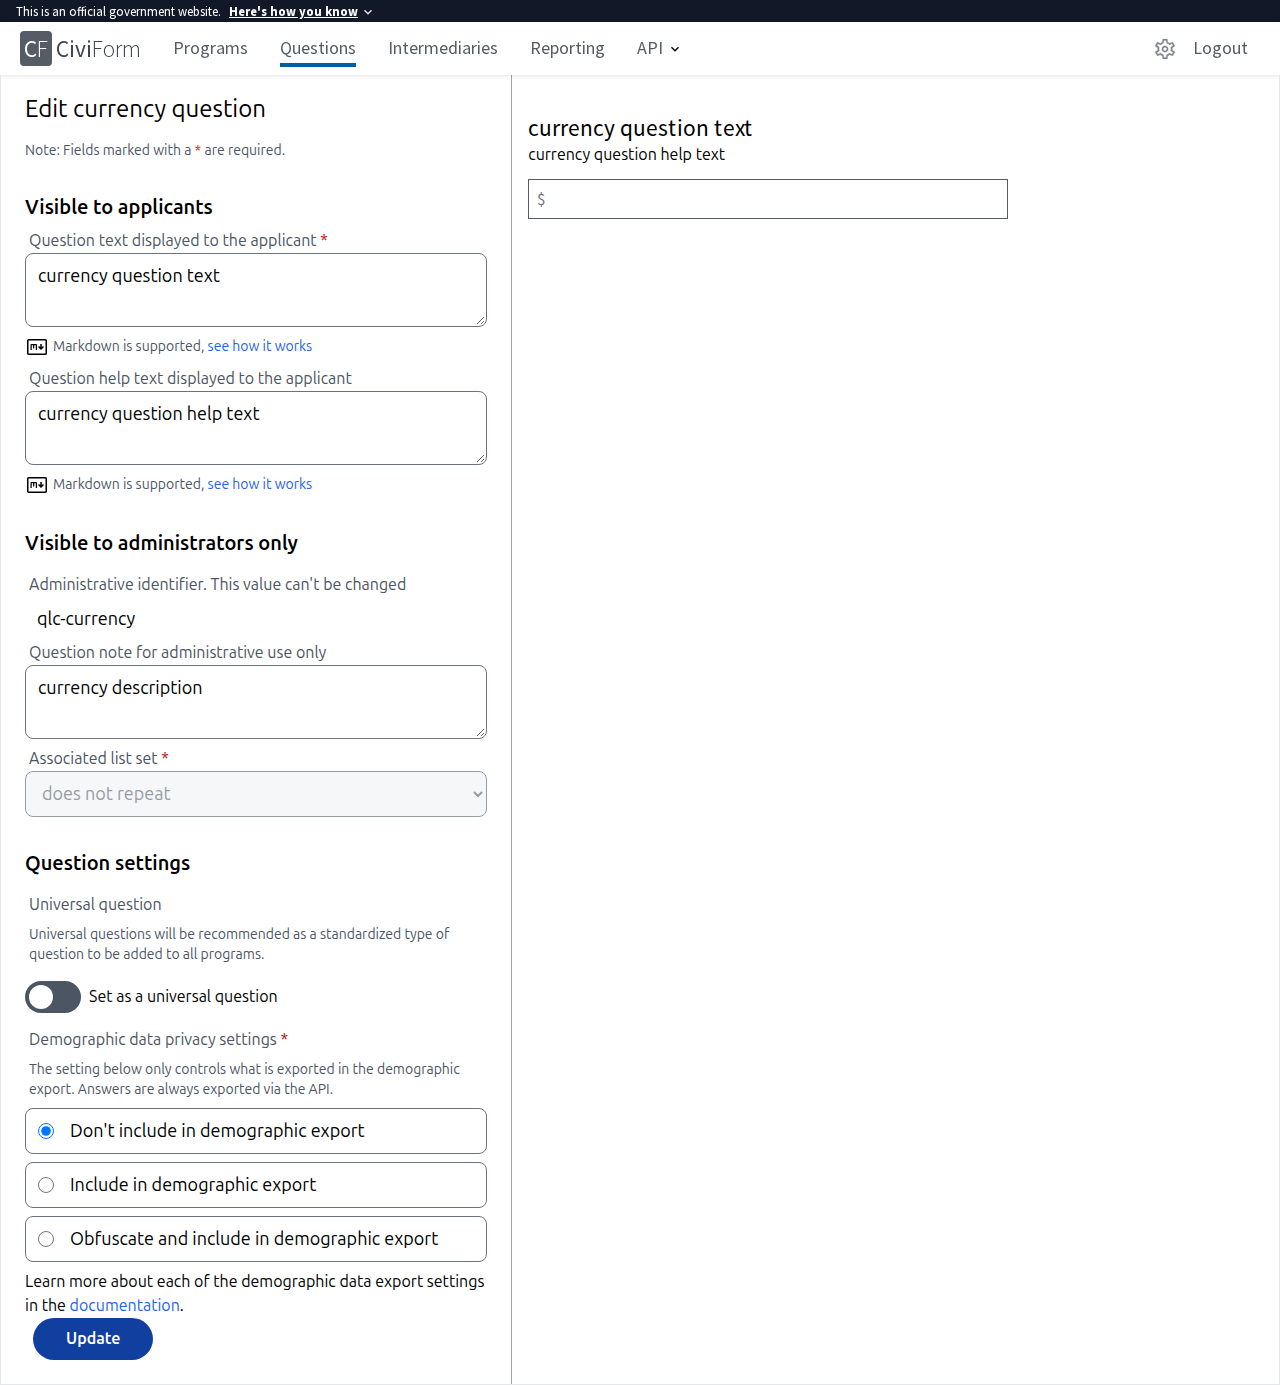 This is an official government website. Here's how you know
CF CiviForm Programs Questions Intermediaries Reporting API Logout
Edit currency question
Note: Fields marked with a * are required.
Visible to applicants
Question text displayed to the applicant *
currency question text
Markdown is supported, see how it works
Question help text displayed to the applicant
currency question help text
Markdown is supported, see how it works
Visible to administrators only
Administrative identifier. This value can't be changed
qlc-currency
Question note for administrative use only
currency description
Associated list set *
does not repeat
Question settings
Universal question
Universal questions will be recommended as a standardized type of
question to be added to all programs.
Set as a universal question
Demographic data privacy settings *
The setting below only controls what is exported in the demographic
export. Answers are always exported via the API.
Don't include in demographic export
Include in demographic export
Obfuscate and include in demographic export
Learn more about each of the demographic data export settings
in the documentation.
Update
currency question text
currency question help text
$